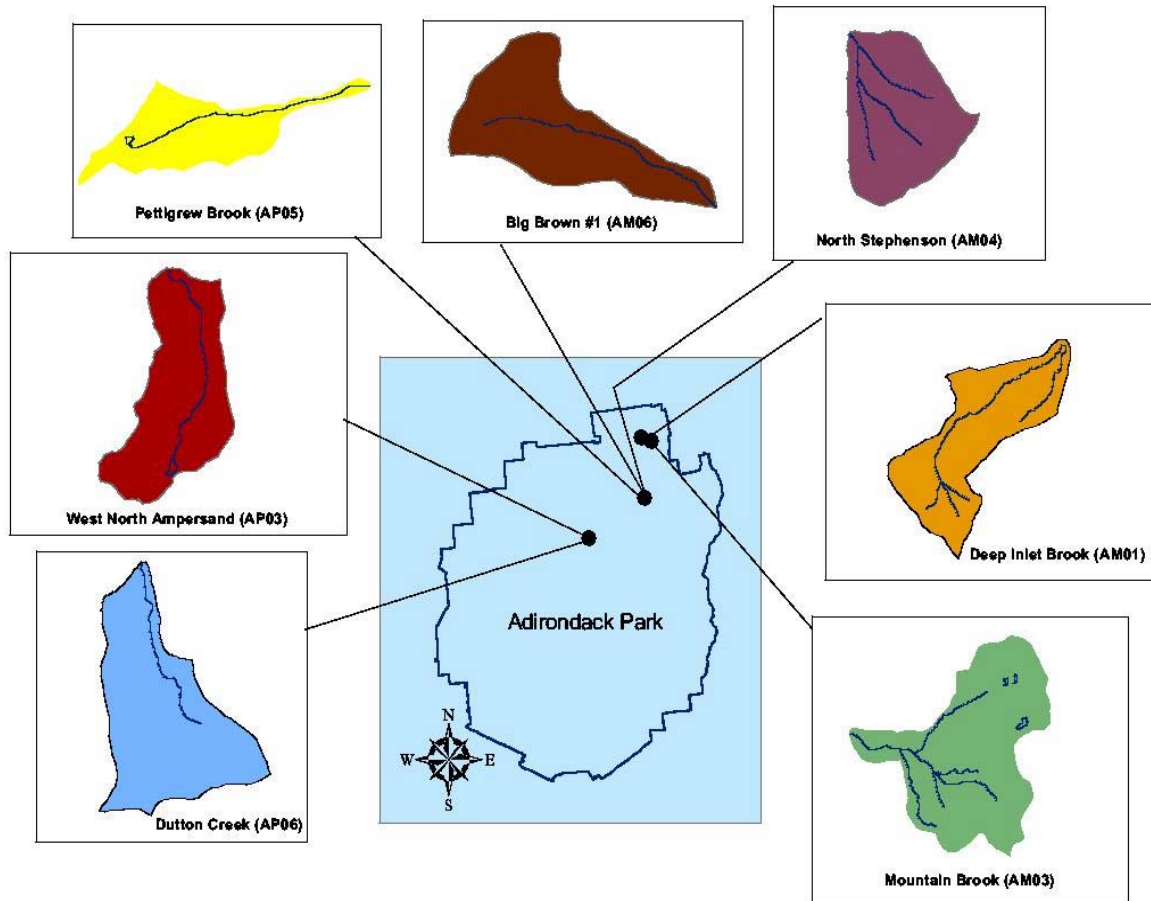 Pettigrew Brook (AP05)
Big Brown #1 (AM06)
North Stephenson (AM04)
West North Ampersand (AP03)
Deep Inlet Brook (AM01)
Adirondack Park
N
W E
S
Dutton Creek (AP06)
Mountain Brook (AM03)